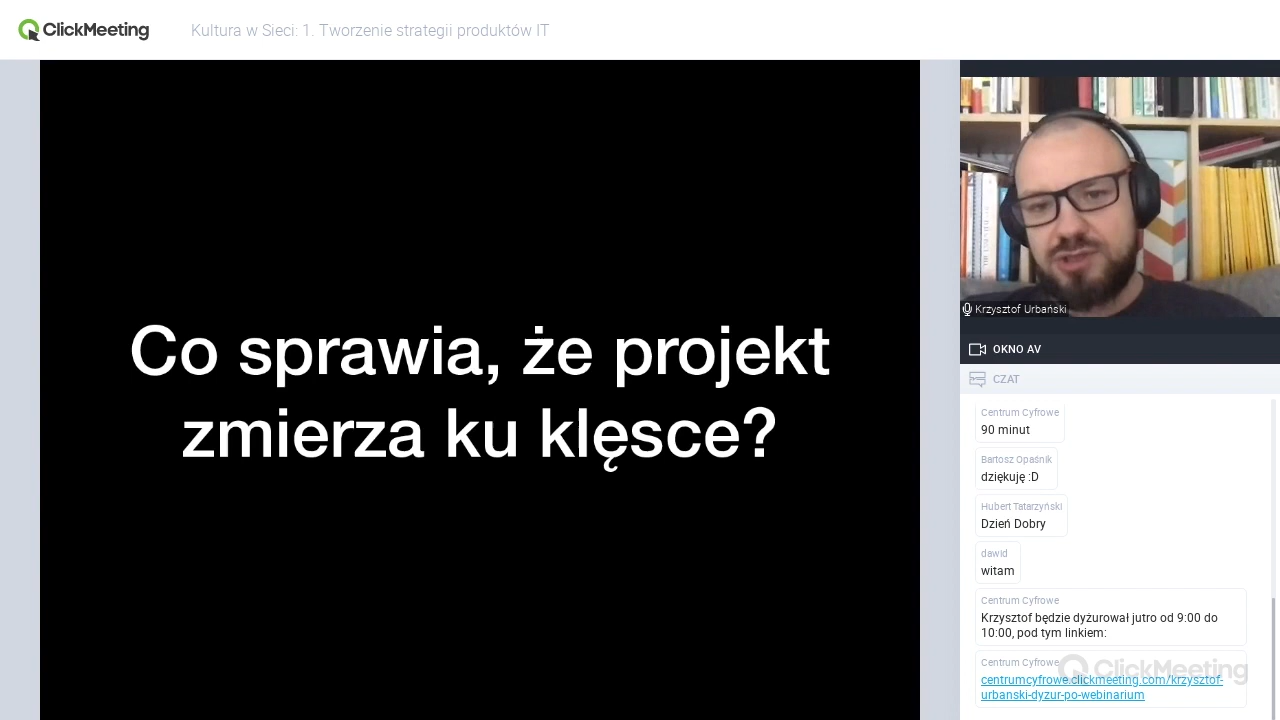 ClickMeeting
Kultura w Sieci: 1. Tworzenie strategii produktów IT
Co sprawia, że projekt
zmierza ku klęsce?
Krzysztof Urbański
OKNO AV
CZAT
Centrum Cyfrowe
90 minut
Bartosz Opaśnik
dziękuję :D
Hubert Tatarzyński
Dzień Dobry
dawid
witam
Centrum Cyfrowe
Krzysztof będzie dyżurował jutro od 9:00 do
10:00, pod tym linkiem:
Centrum Cyfrowe
ClickMeeting
centrumcyfrowe.clickmeeting.com/krzysztof-
urbanski-dyzur-po-webinarium